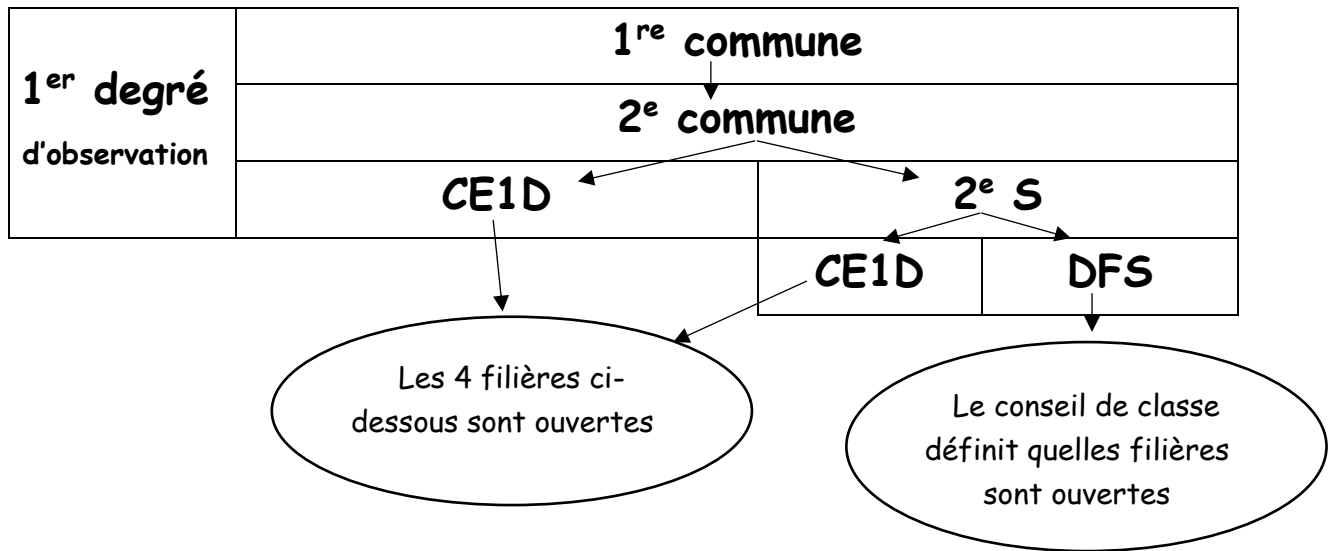 1re commune
1er degré
d'observation
2e commune
CE1D
2e S
CE1D
DFS
Les 4 filières ci-
dessous sont ouvertes
Le conseil de classe
définit quelles filières
sont ouvertes